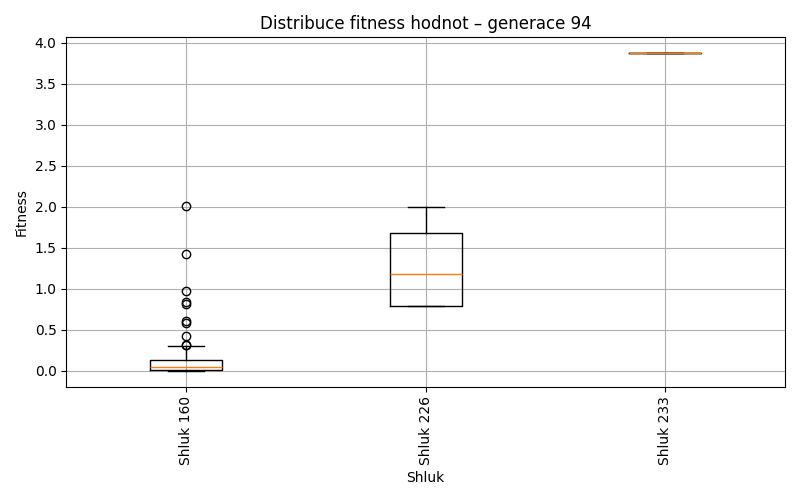 Distribuce fitness hodnot – generace 94
4.0
3.5
3.0
2.5
2.0
1.5
1.0
0.5
0.0
Fitness
Shluk 160
Shluk 226
Shluk 233
Shluk